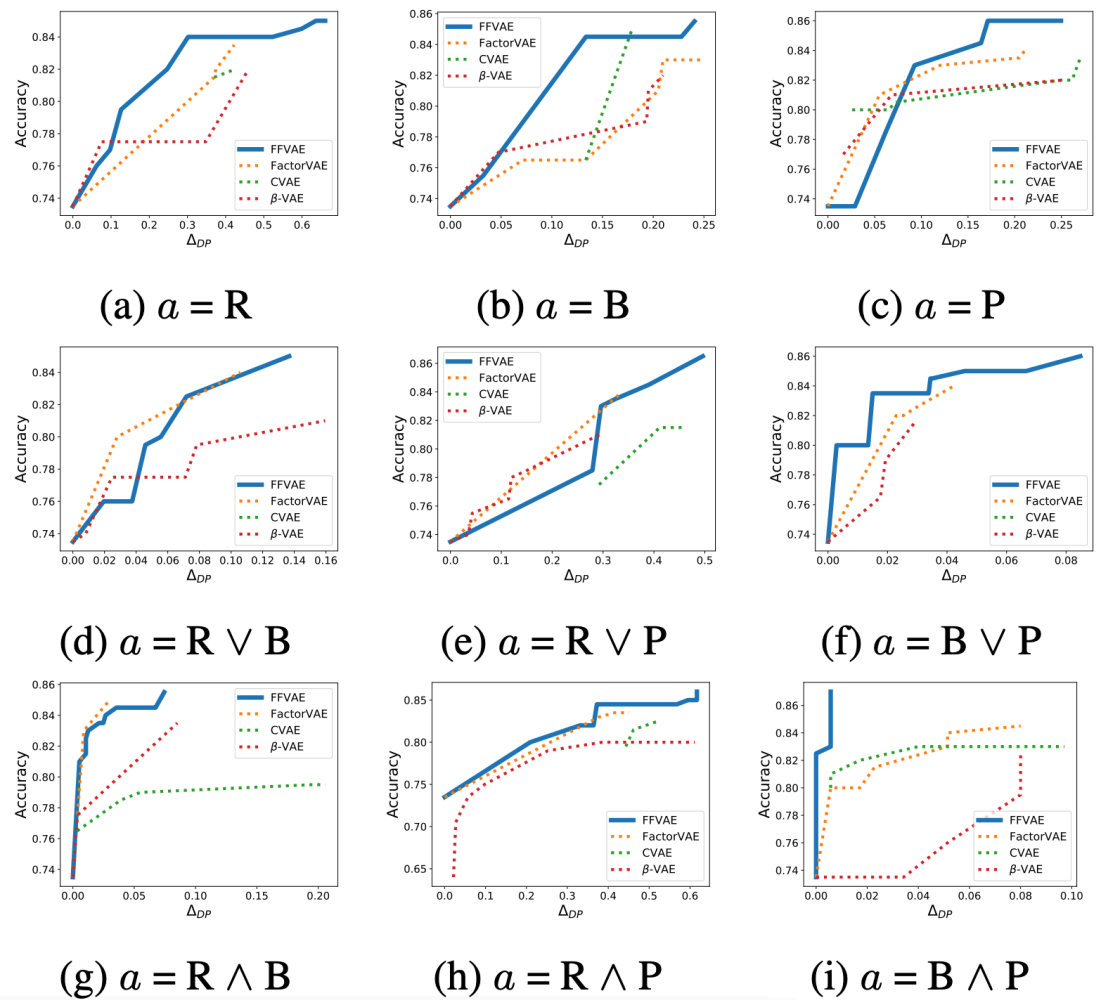 Accuracy
0.84
0.82
0.80
0.78
0.76
0.74
FFVAE
FactorVAE
CVAE
β-VAE
0.0 0.1 0.2 0.3 0.4 0.5 0.6
Δ_DP
(a) a = R
Accuracy
0.86
0.84
0.82
0.80
0.78
0.76
0.74
FFVAE
FactorVAE
CVAE
β-VAE
0.00 0.05 0.10 0.15 0.20 0.25
Δ_DP
(b) a = B
Accuracy
0.86
0.84
0.82
0.80
0.78
0.76
0.74
FFVAE
FactorVAE
CVAE
β-VAE
0.00 0.05 0.10 0.15 0.20 0.25
Δ_DP
(c) a = P
Accuracy
0.84
0.82
0.80
0.78
0.76
0.74
FFVAE
FactorVAE
CVAE
β-VAE
0.00 0.02 0.04 0.06 0.08 0.10 0.12 0.14 0.16
Δ_DP
(d) a = R ∨ B
Accuracy
0.86
0.84
0.82
0.80
0.78
0.76
0.74
FFVAE
FactorVAE
CVAE
β-VAE
0.0 0.1 0.2 0.3 0.4 0.5
Δ_DP
(e) a = R ∨ P
Accuracy
0.86
0.84
0.82
0.80
0.78
0.76
0.74
FFVAE
FactorVAE
CVAE
β-VAE
0.00 0.02 0.04 0.06 0.08
Δ_DP
(f) a = B ∨ P
Accuracy
0.86
0.84
0.82
0.80
0.78
0.76
0.74
FFVAE
FactorVAE
CVAE
β-VAE
0.00 0.05 0.10 0.15 0.20
Δ_DP
(g) a = R ∧ B
Accuracy
0.85
0.80
0.75
0.70
0.65
FFVAE
FactorVAE
CVAE
β-VAE
0.0 0.1 0.2 0.3 0.4 0.5 0.6
Δ_DP
(h) a = R ∧ P
Accuracy
0.86
0.84
0.82
0.80
0.78
0.76
0.74
FFVAE
FactorVAE
CVAE
β-VAE
0.00 0.02 0.04 0.06 0.08 0.10
Δ_DP
(i) a = B ∧ P